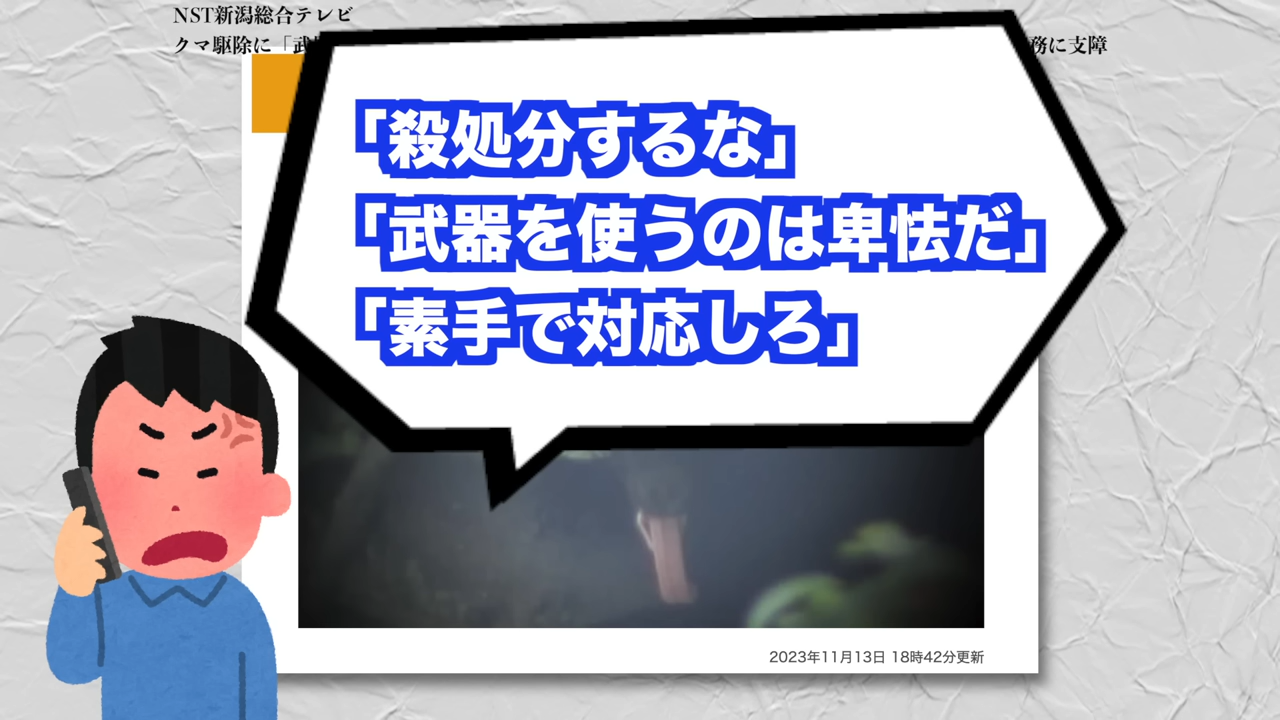 NST新潟総合テレビ
クマ駆除に「武
務に支障
「殺処分するな」
「武器を使うのは卑怯だ」
「素手で対応しろ」
2023年11月13日 18時42分更新